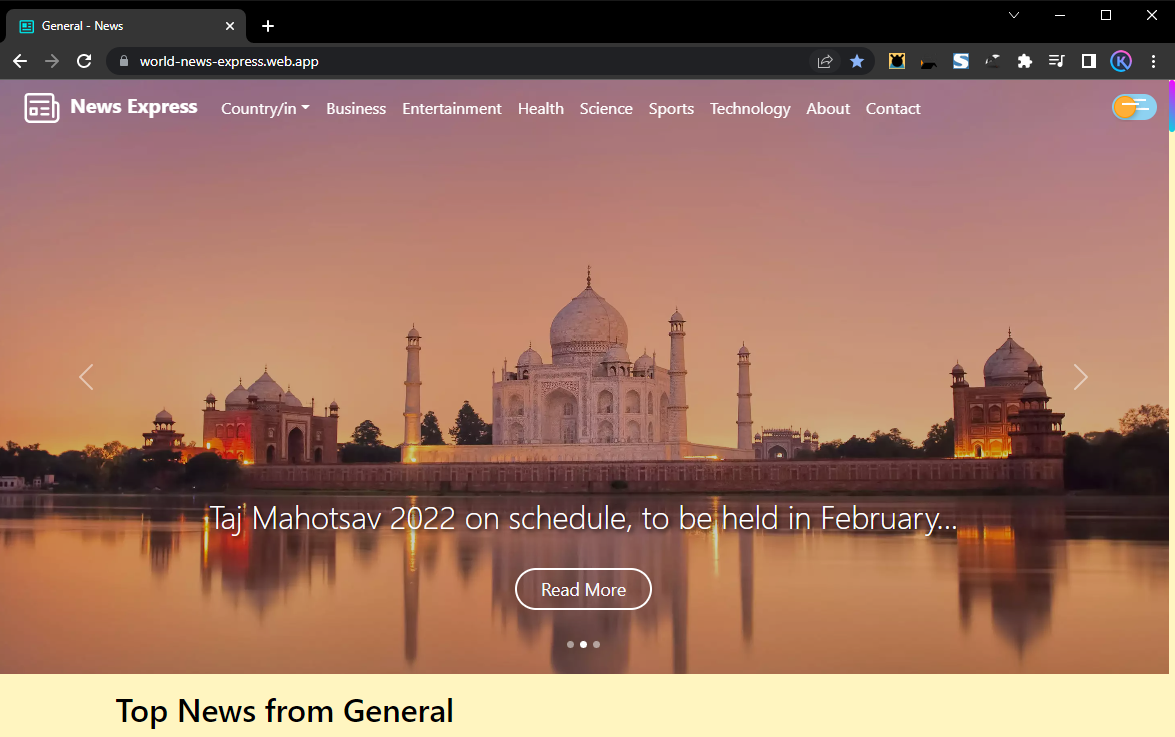 General - News
world-news-express.web.app
K
News Express Country/in Business Entertainment Health Science Sports Technology About Contact
Taj Mahotsav 2022 on schedule, to be held in February...
Read More
Top News from General